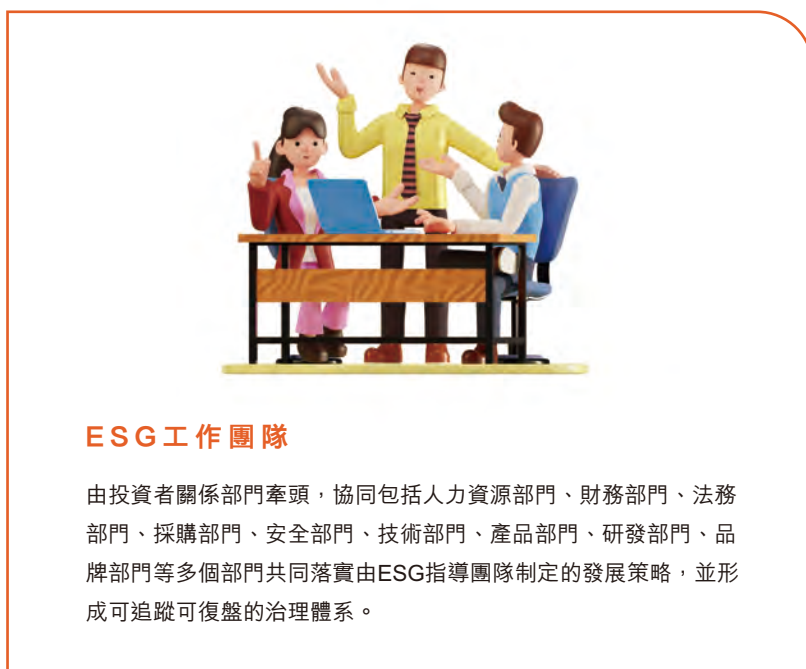 ESG工作團隊
由投資者關係部門牽頭，協同包括人力資源部門、財務部門、法務
部門、採購部門、安全部門、技術部門、產品部門、研發部門、品
牌部門等多個部門共同落實由ESG指導團隊制定的發展策略，並形
成可追蹤可復盤的治理體系。